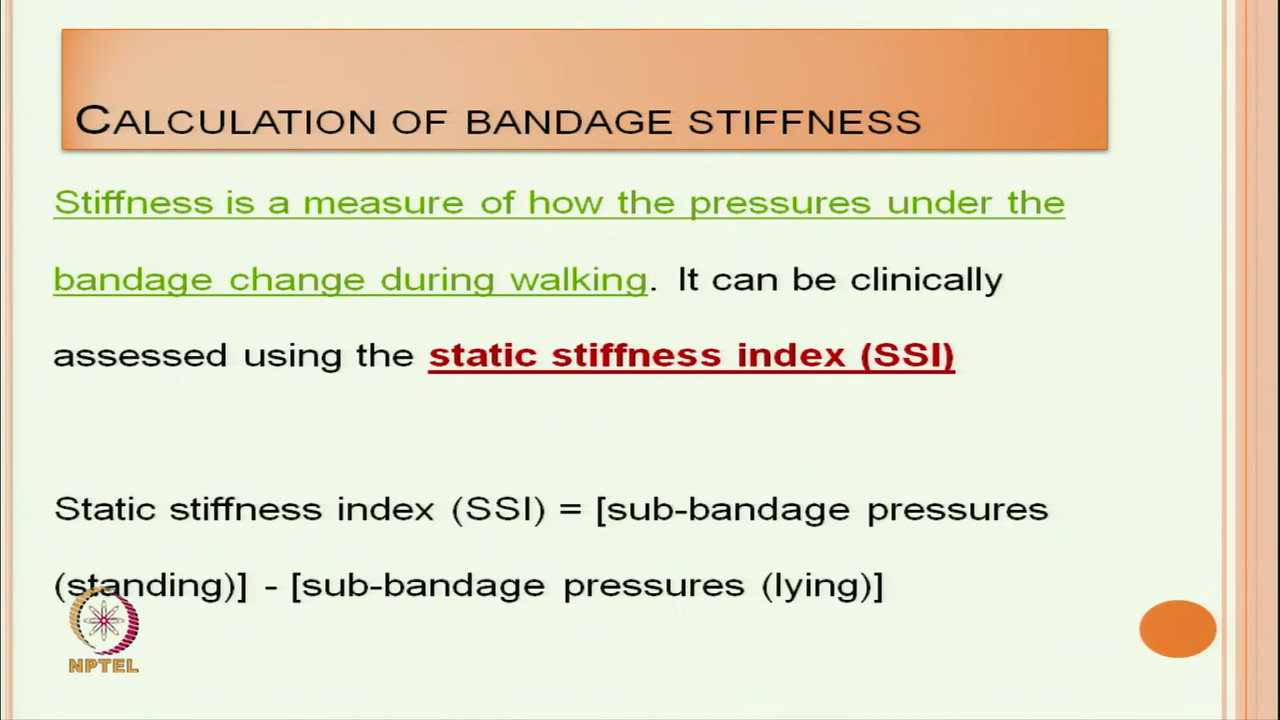 CALCULATION OF BANDAGE STIFFNESS
Stiffness is a measure of how the pressures under the
bandage change during walking. It can be clinically
assessed using the static stiffness index (SSI)
Static stiffness index (SSI) = [sub-bandage pressures
(standing)] - [sub-bandage pressures (lying)]
NPTEL